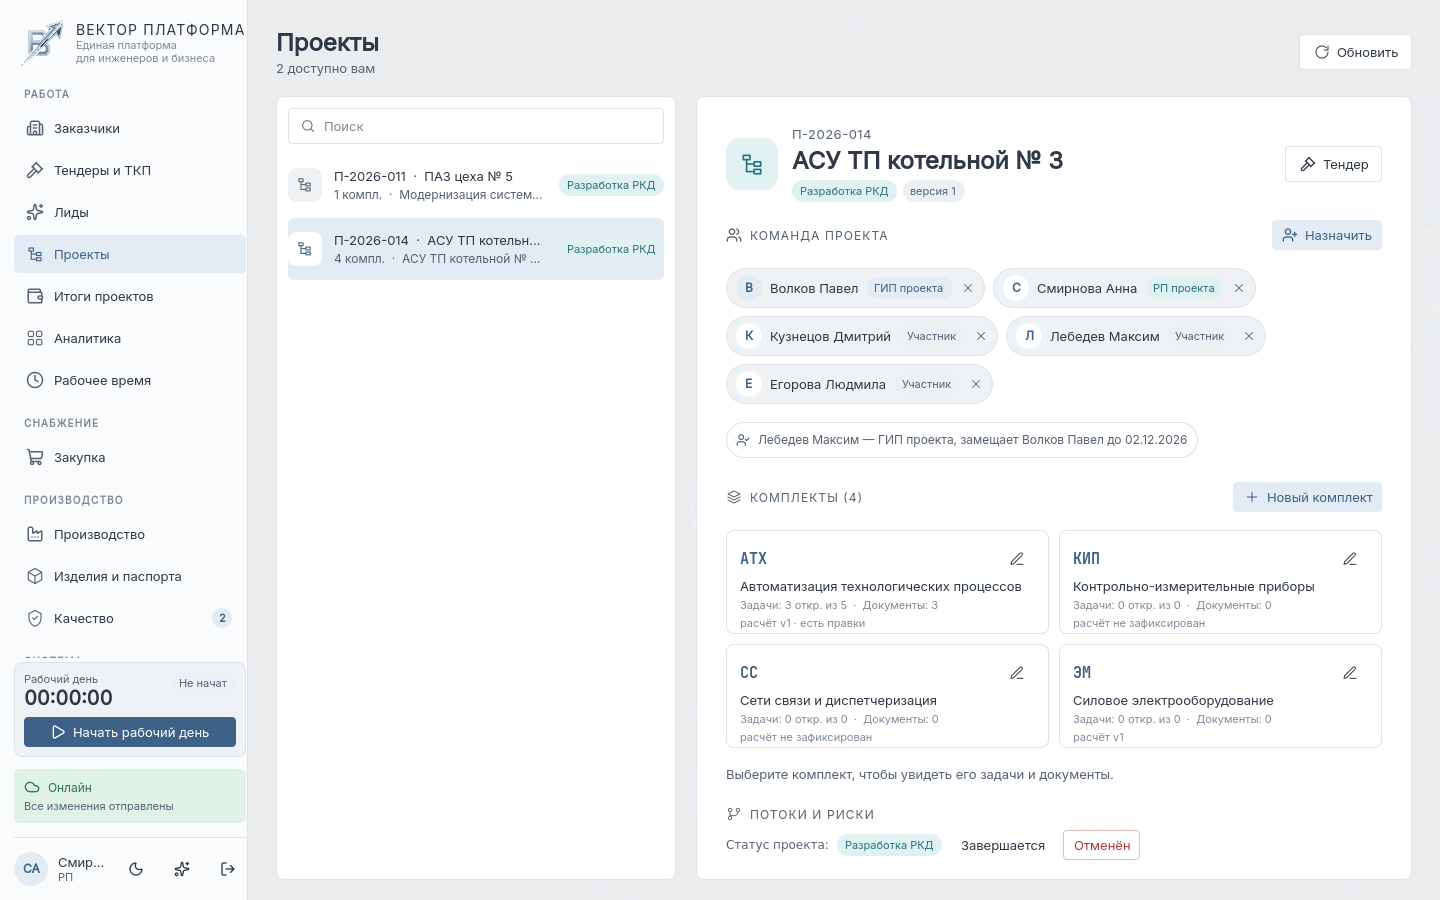 ВЕКТОР ПЛАТФОРМА
Единая платформа
для инженеров и бизнеса
РАБОТА
Заказчики
Тендеры и ТКП
Лиды
Проекты
Итоги проектов
Аналитика
Рабочее время
СНАБЖЕНИЕ
Закупка
ПРОИЗВОДСТВО
Производство
Изделия и паспорта
Качество 2
Рабочий день
Не начат
00:00:00
Начать рабочий день
Онлайн
Все изменения отправлены
СА
Смир...
РП
Проекты
2 доступно вам
Обновить
Поиск
П-2026-011 · ПАЗ цеха № 5
1 компл. · Модернизация систем...
Разработка РКД
П-2026-014 · АСУ ТП котельн...
4 компл. · АСУ ТП котельной № ...
Разработка РКД
П-2026-014
АСУ ТП котельной № 3
Разработка РКД версия 1
Тендер
КОМАНДА ПРОЕКТА
Назначить
В Волков Павел ГИП проекта
С Смирнова Анна РП проекта
К Кузнецов Дмитрий Участник
Л Лебедев Максим Участник
Е Егорова Людмила Участник
Лебедев Максим — ГИП проекта, замещает Волков Павел до 02.12.2026
КОМПЛЕКТЫ (4)
Новый комплект
АТХ
Автоматизация технологических процессов
Задачи: 3 откр. из 5 · Документы: 3
расчёт v1 · есть правки
КИП
Контрольно-измерительные приборы
Задачи: 0 откр. из 0 · Документы: 0
расчёт не зафиксирован
СС
Сети связи и диспетчеризация
Задачи: 0 откр. из 0 · Документы: 0
расчёт не зафиксирован
ЭМ
Силовое электрооборудование
Задачи: 0 откр. из 0 · Документы: 0
расчёт v1
Выберите комплект, чтобы увидеть его задачи и документы.
ПОТОКИ И РИСКИ
Статус проекта: Разработка РКД Завершается Отменён